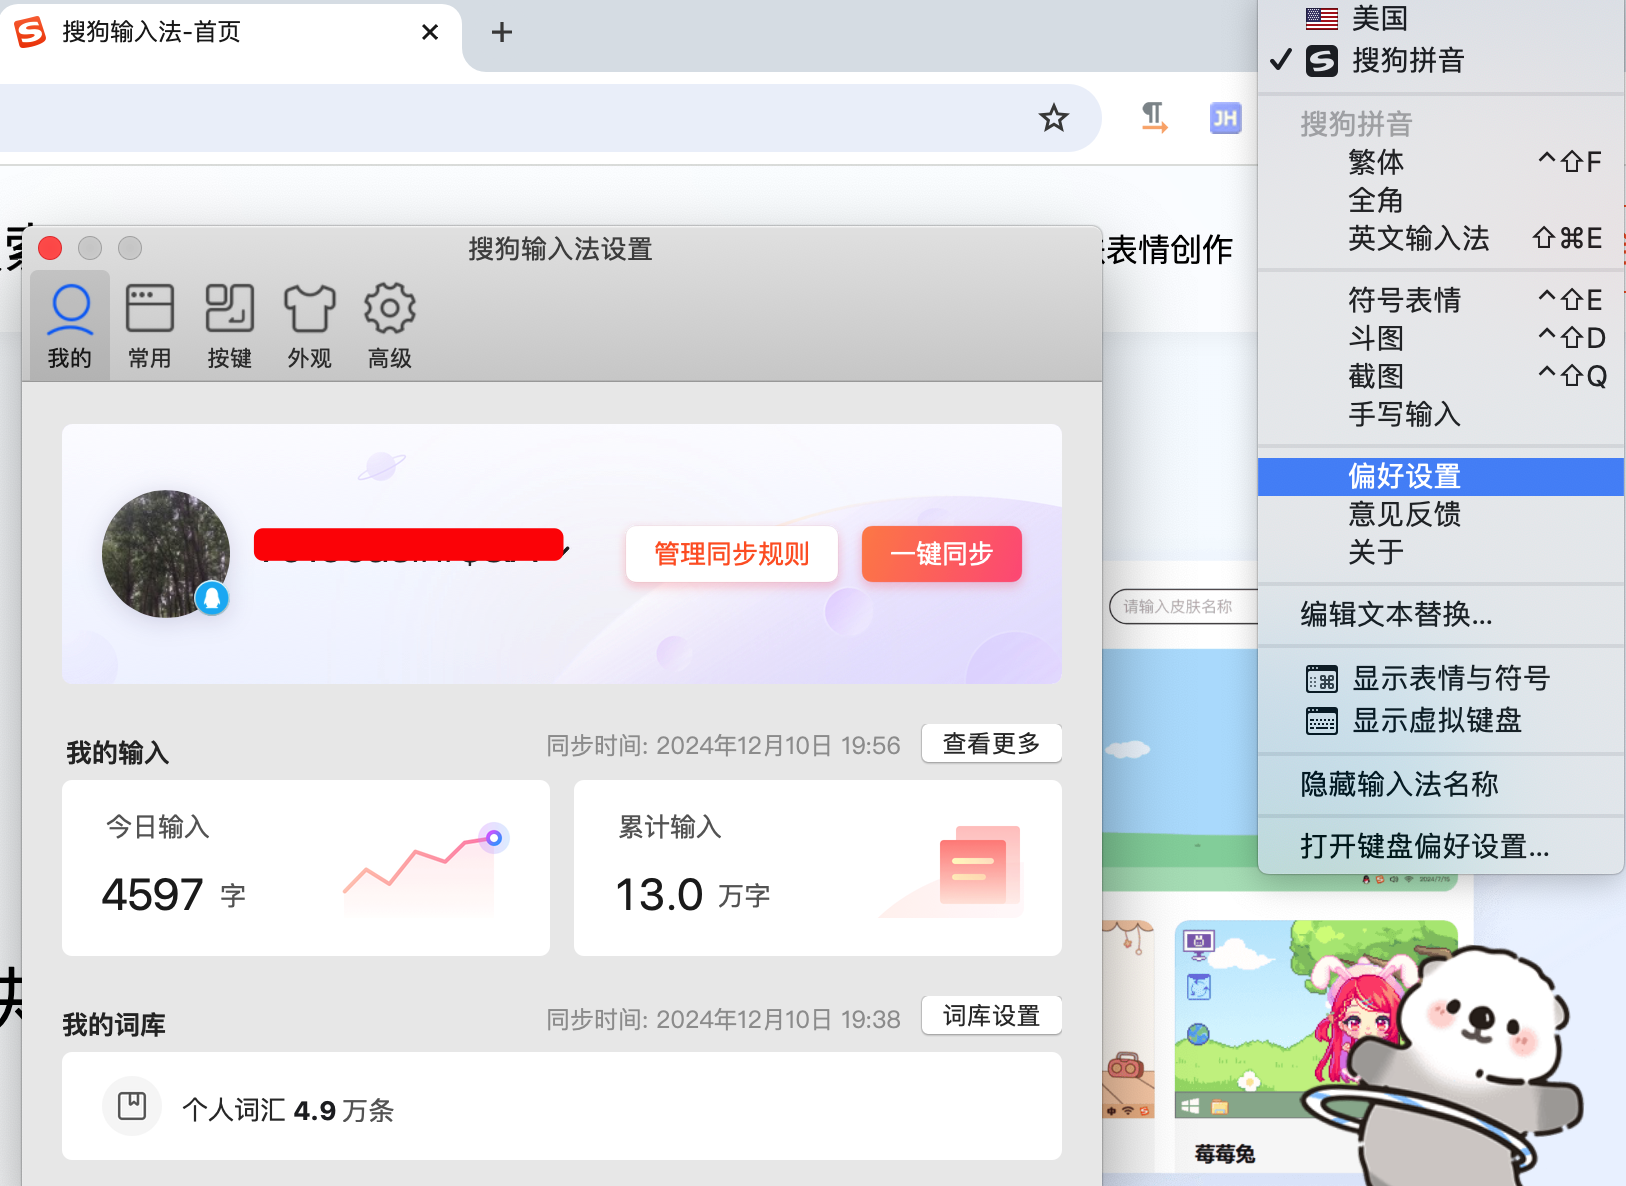 搜狗输入法-首页
美国
搜狗拼音
JH
搜狗拼音
繁体 ^⇧F
全角
英文输入法 ⇧⌘E
符号表情 ^⇧E
斗图 ^⇧D
截图 ^⇧Q
手写输入
偏好设置
意见反馈
关于
编辑文本替换...
显示表情与符号
显示虚拟键盘
隐藏输入法名称
打开键盘偏好设置...
表情创作
搜狗输入法设置
我的 常用 按键 外观 高级
管理同步规则
一键同步
请输入皮肤名称
我的输入
同步时间: 2024年12月10日 19:56
查看更多
今日输入
4597 字
累计输入
13.0 万字
我的词库
同步时间: 2024年12月10日 19:38
词库设置
个人词汇 4.9 万条
2024/7/15
莓莓兔